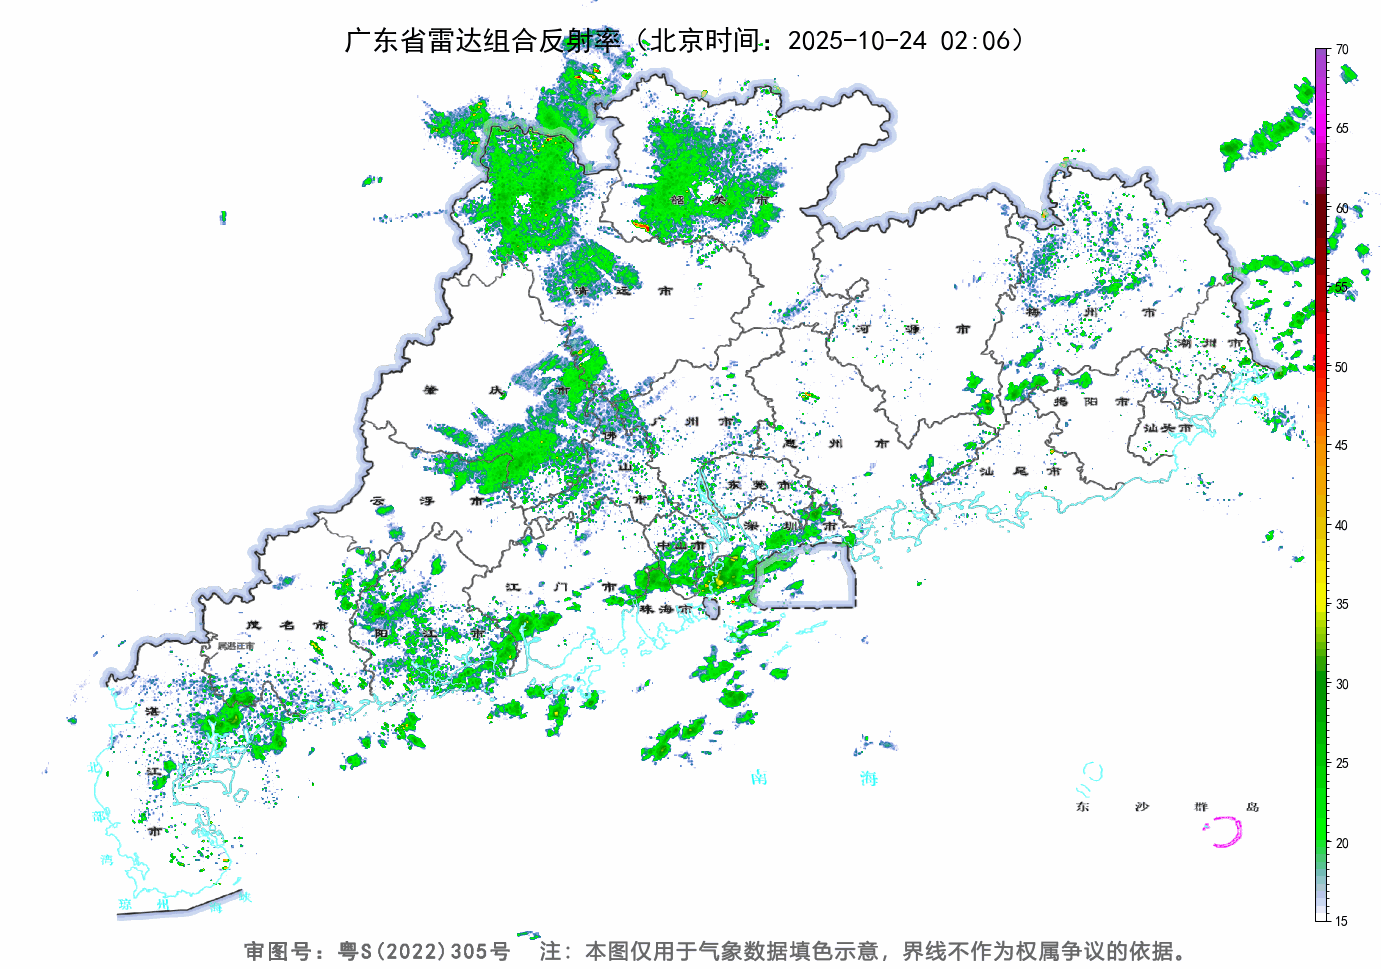 广东省雷达组合反射率（北京时间：2025-10-24 02:06）
70
65
60
55
50
45
40
35
30
25
20
15
韶关市
清远市
河源市
梅州市
潮州市
肇庆市
揭阳市
广州市
惠州市
汕头市
佛山市
汕尾市
云浮市
东莞市
深圳市
中山市
江门市
珠海市
茂名市
阳江市
属湛江市
湛江市
北部湾
南海
东沙群岛
琼州海峡
审图号：粤S(2022)305号 注：本图仅用于气象数据填色示意，界线不作为权属争议的依据。